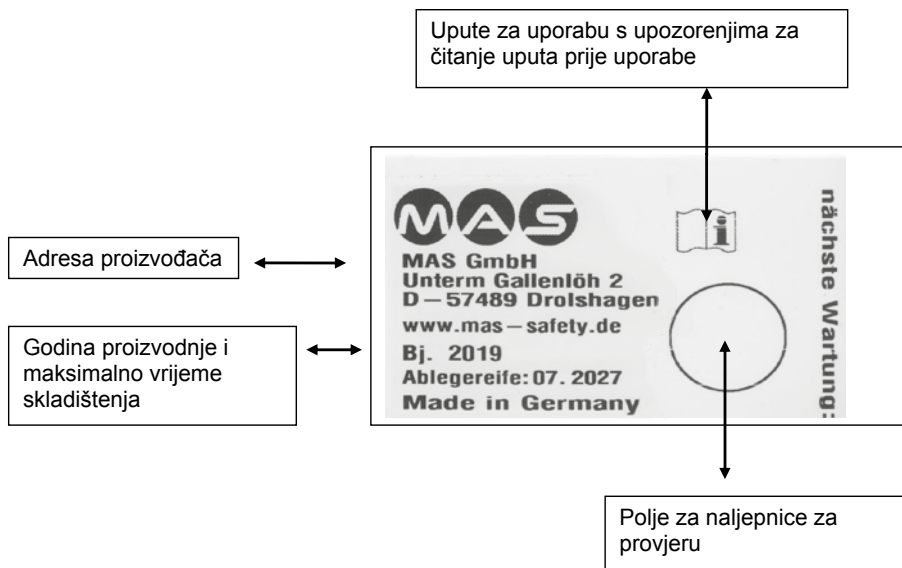 Upute za uporabu s upozorenjima za
čitanje uputa prije uporabe
Adresa proizvođača
Godina proizvodnje i
maksimalno vrijeme
skladištenja
MAS
MAS GmbH
Unterm Gallenlöh 2
D – 57489 Drolshagen
www.mas – safety.de
Bj. 2019
Ablegereife: 07. 2027
Made in Germany
i
nächste Wartung:
Polje za naljepnice za
provjeru